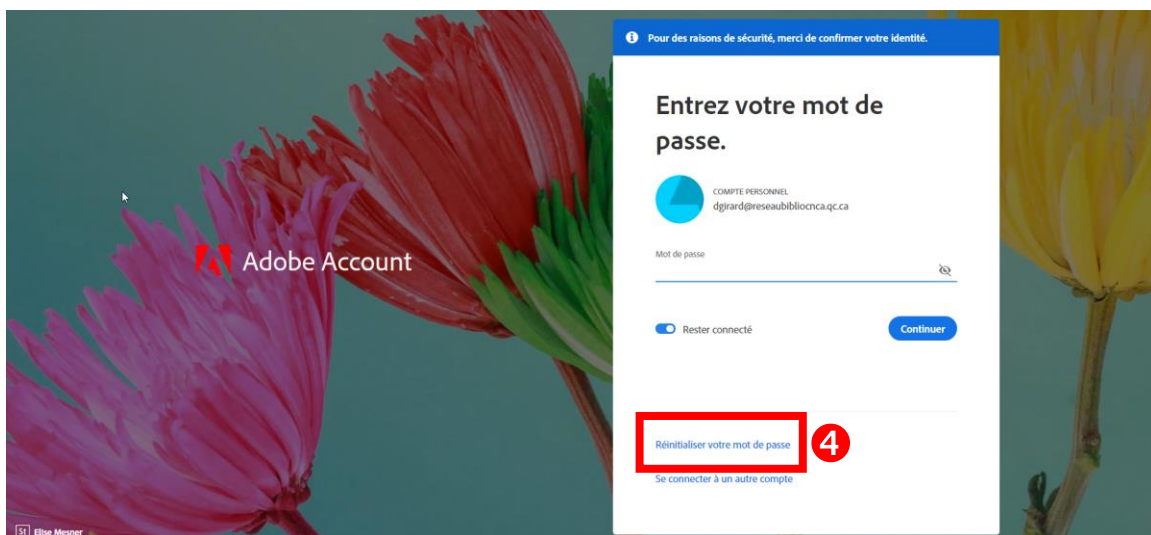 Pour des raisons de sécurité, merci de confirmer votre identité.
Entrez votre mot de
passe.
COMPTE PERSONNEL
dgirard@reseaubibliocnca.qc.ca
Mot de passe
Adobe Account
Rester connecté
Continuer
Réinitialiser votre mot de passe
4
Se connecter à un autre compte
St Elise Mesner